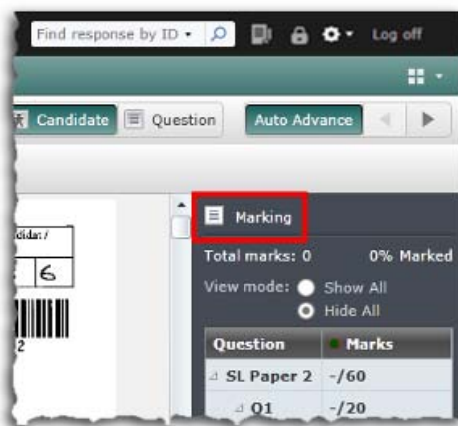 Find response by ID
Log off
Candidate
Question
Auto Advance
Marking
didat /
6
Total marks: 0
0% Marked
View mode:
Show All
Hide All
2
Question
Marks
SL Paper 2
-/60
Q1
-/20